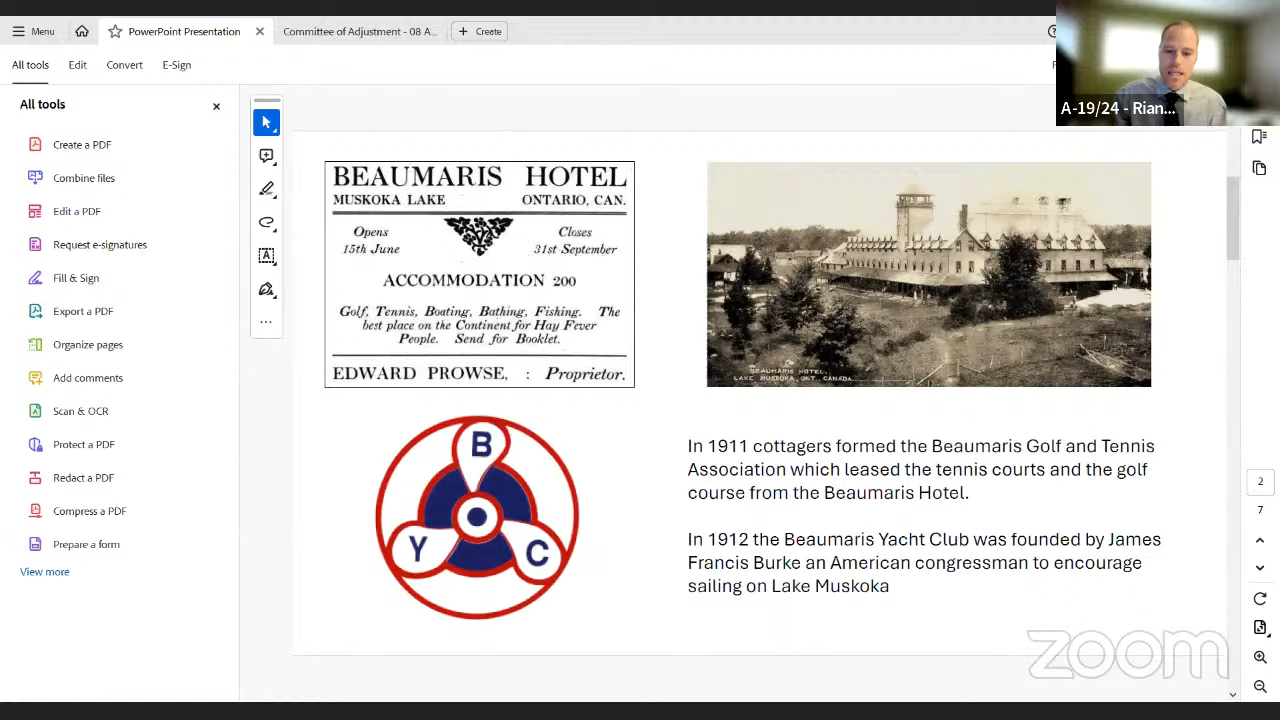 Menu
PowerPoint Presentation
Committee of Adjustment - 08 A...
Create
All tools
Edit
Convert
E-Sign
A-19/24 - Rian...
All tools
Create a PDF
Combine files
Edit a PDF
Request e-signatures
Fill & Sign
Export a PDF
Organize pages
Add comments
Scan & OCR
Protect a PDF
Redact a PDF
Compress a PDF
Prepare a form
View more
BEAUMARIS HOTEL
MUSKOKA LAKE ONTARIO, CAN.
Opens Closes
15th June 31st September
ACCOMMODATION 200
Golf, Tennis, Boating, Bathing, Fishing. The
best place on the Continent for Hay Fever
People. Send for Booklet.
EDWARD PROWSE, : Proprietor.
BEAUMARIS HOTEL,
LAKE MUSKOKA, ONT. CANADA
B
Y
C
In 1911 cottagers formed the Beaumaris Golf and Tennis
Association which leased the tennis courts and the golf
course from the Beaumaris Hotel.
In 1912 the Beaumaris Yacht Club was founded by James
Francis Burke an American congressman to encourage
sailing on Lake Muskoka
2
7
zoom